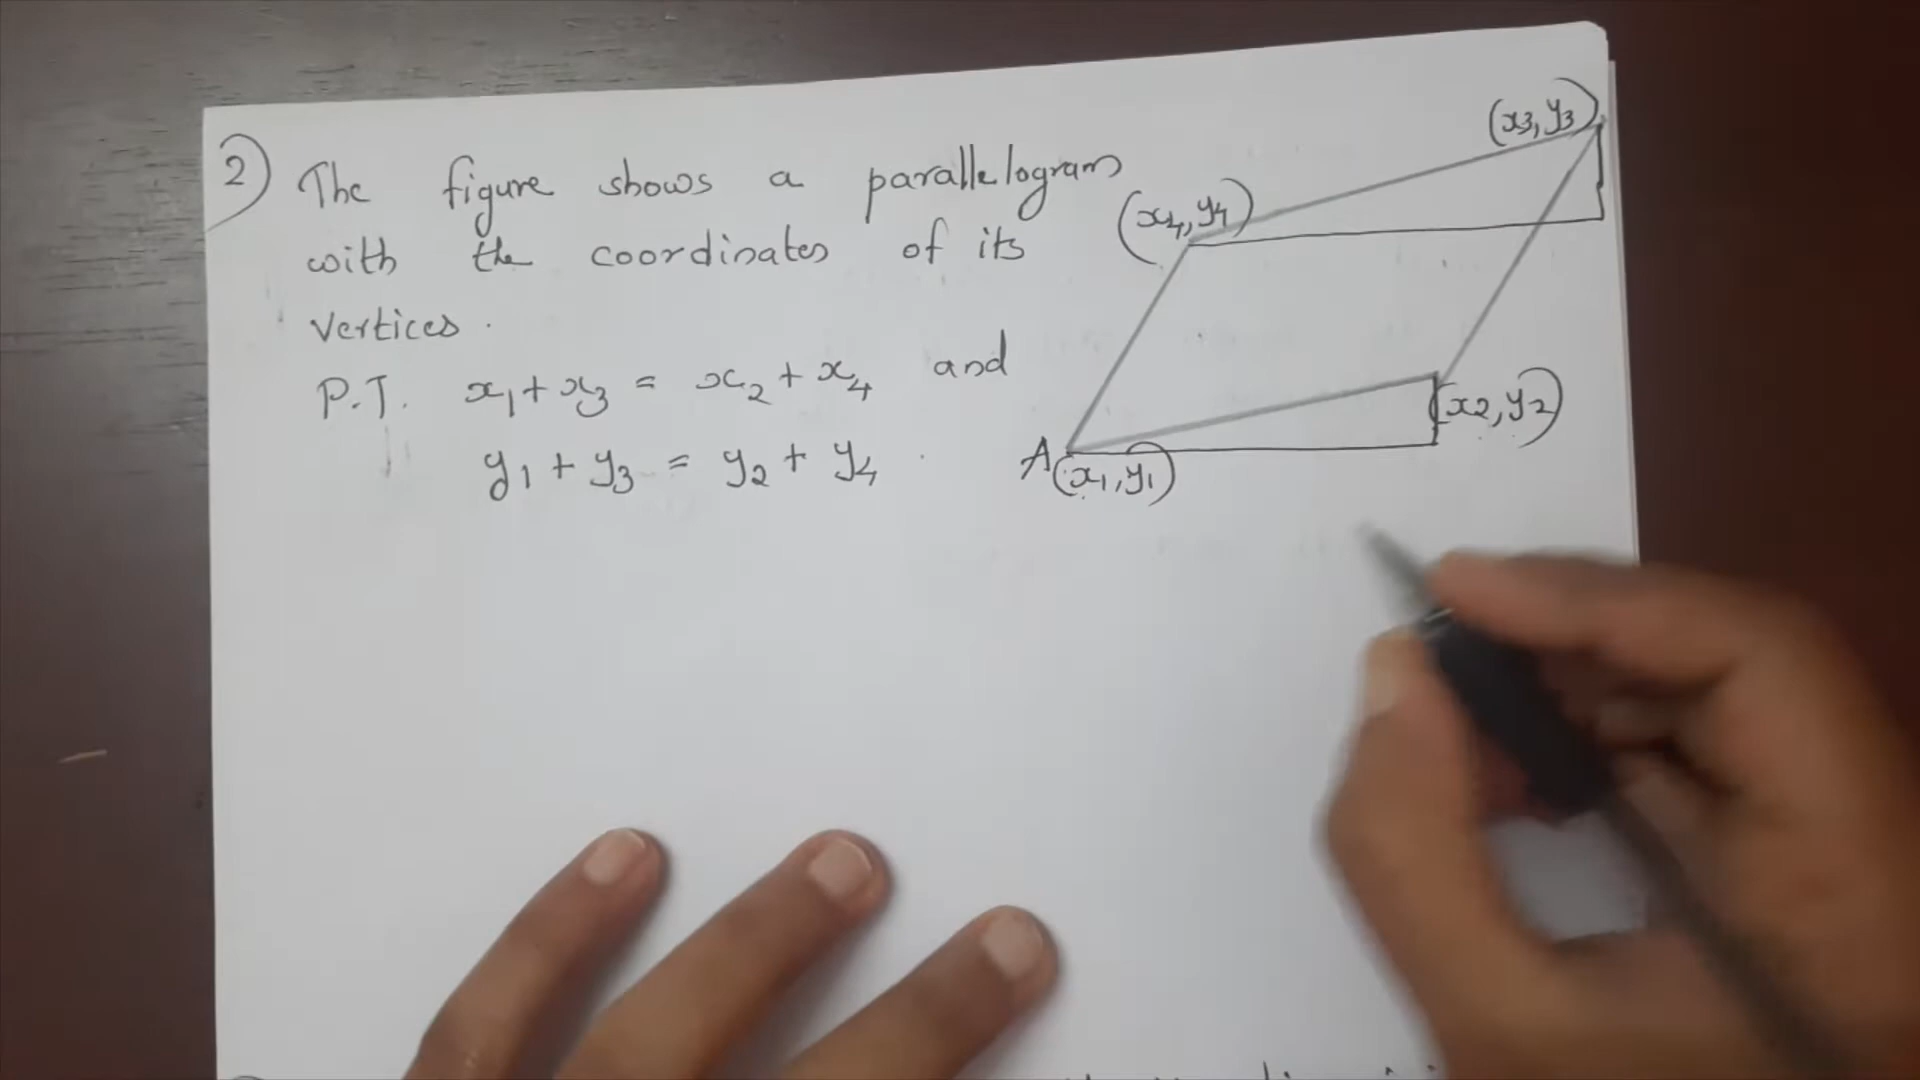 2) The figure shows a parallelogram
with the coordinates of its
vertices.
P.T. x₁+x₃ = x₂+x₄ and
y₁+y₃ = y₂+y₄.
(x₃,y₃)
(x₄,y₄)
(x₂,y₂)
A(x₁,y₁)